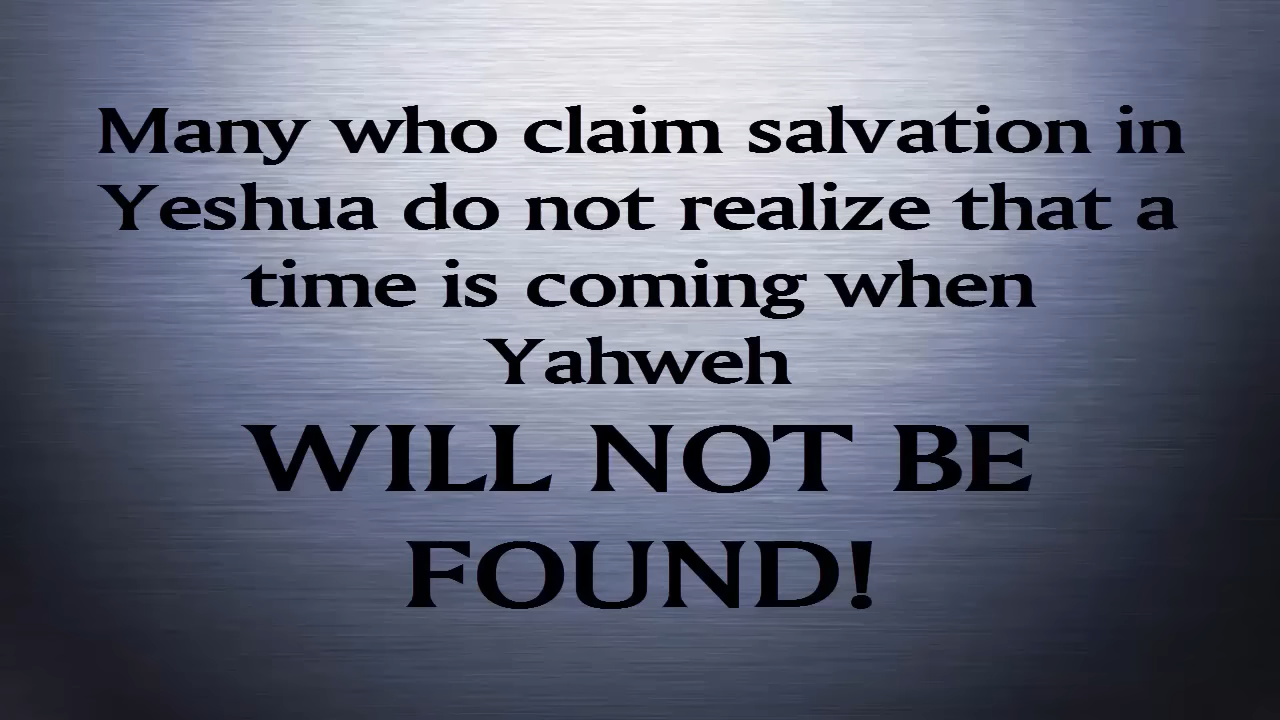 Many who claim salvation in
Yeshua do not realize that a
time is coming when
Yahweh
WILL NOT BE
FOUND!